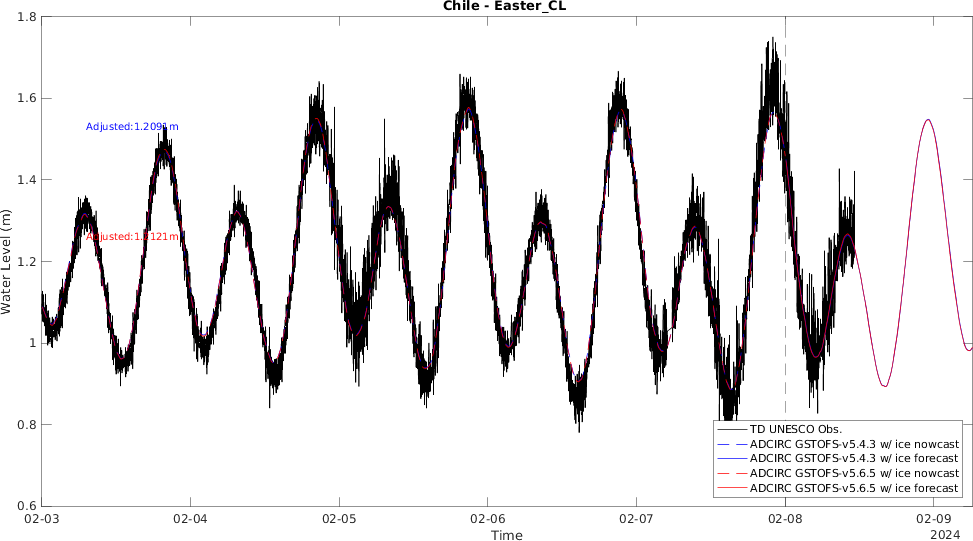 Chile - Easter_CL
Water Level (m)
1.8
1.6
1.4
1.2
1
0.8
0.6
Adjusted:1.2091m
TD UNESCO Obs.
ADCIRC GSTOFS-v5.4.3 w/ ice nowcast
ADCIRC GSTOFS-v5.4.3 w/ ice forecast
ADCIRC GSTOFS-v5.6.5 w/ ice nowcast
ADCIRC GSTOFS-v5.6.5 w/ ice forecast
02-03 02-04 02-05 02-06 02-07 02-08 02-09
Time
2024